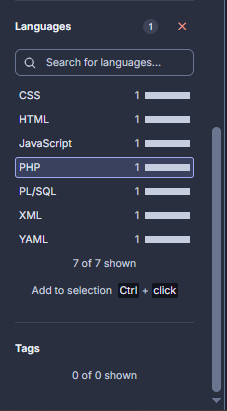 Languages 1
Search for languages...
CSS 1
HTML 1
JavaScript 1
PHP 1
PL/SQL 1
XML 1
YAML 1
7 of 7 shown
Add to selection Ctrl + click
Tags
0 of 0 shown